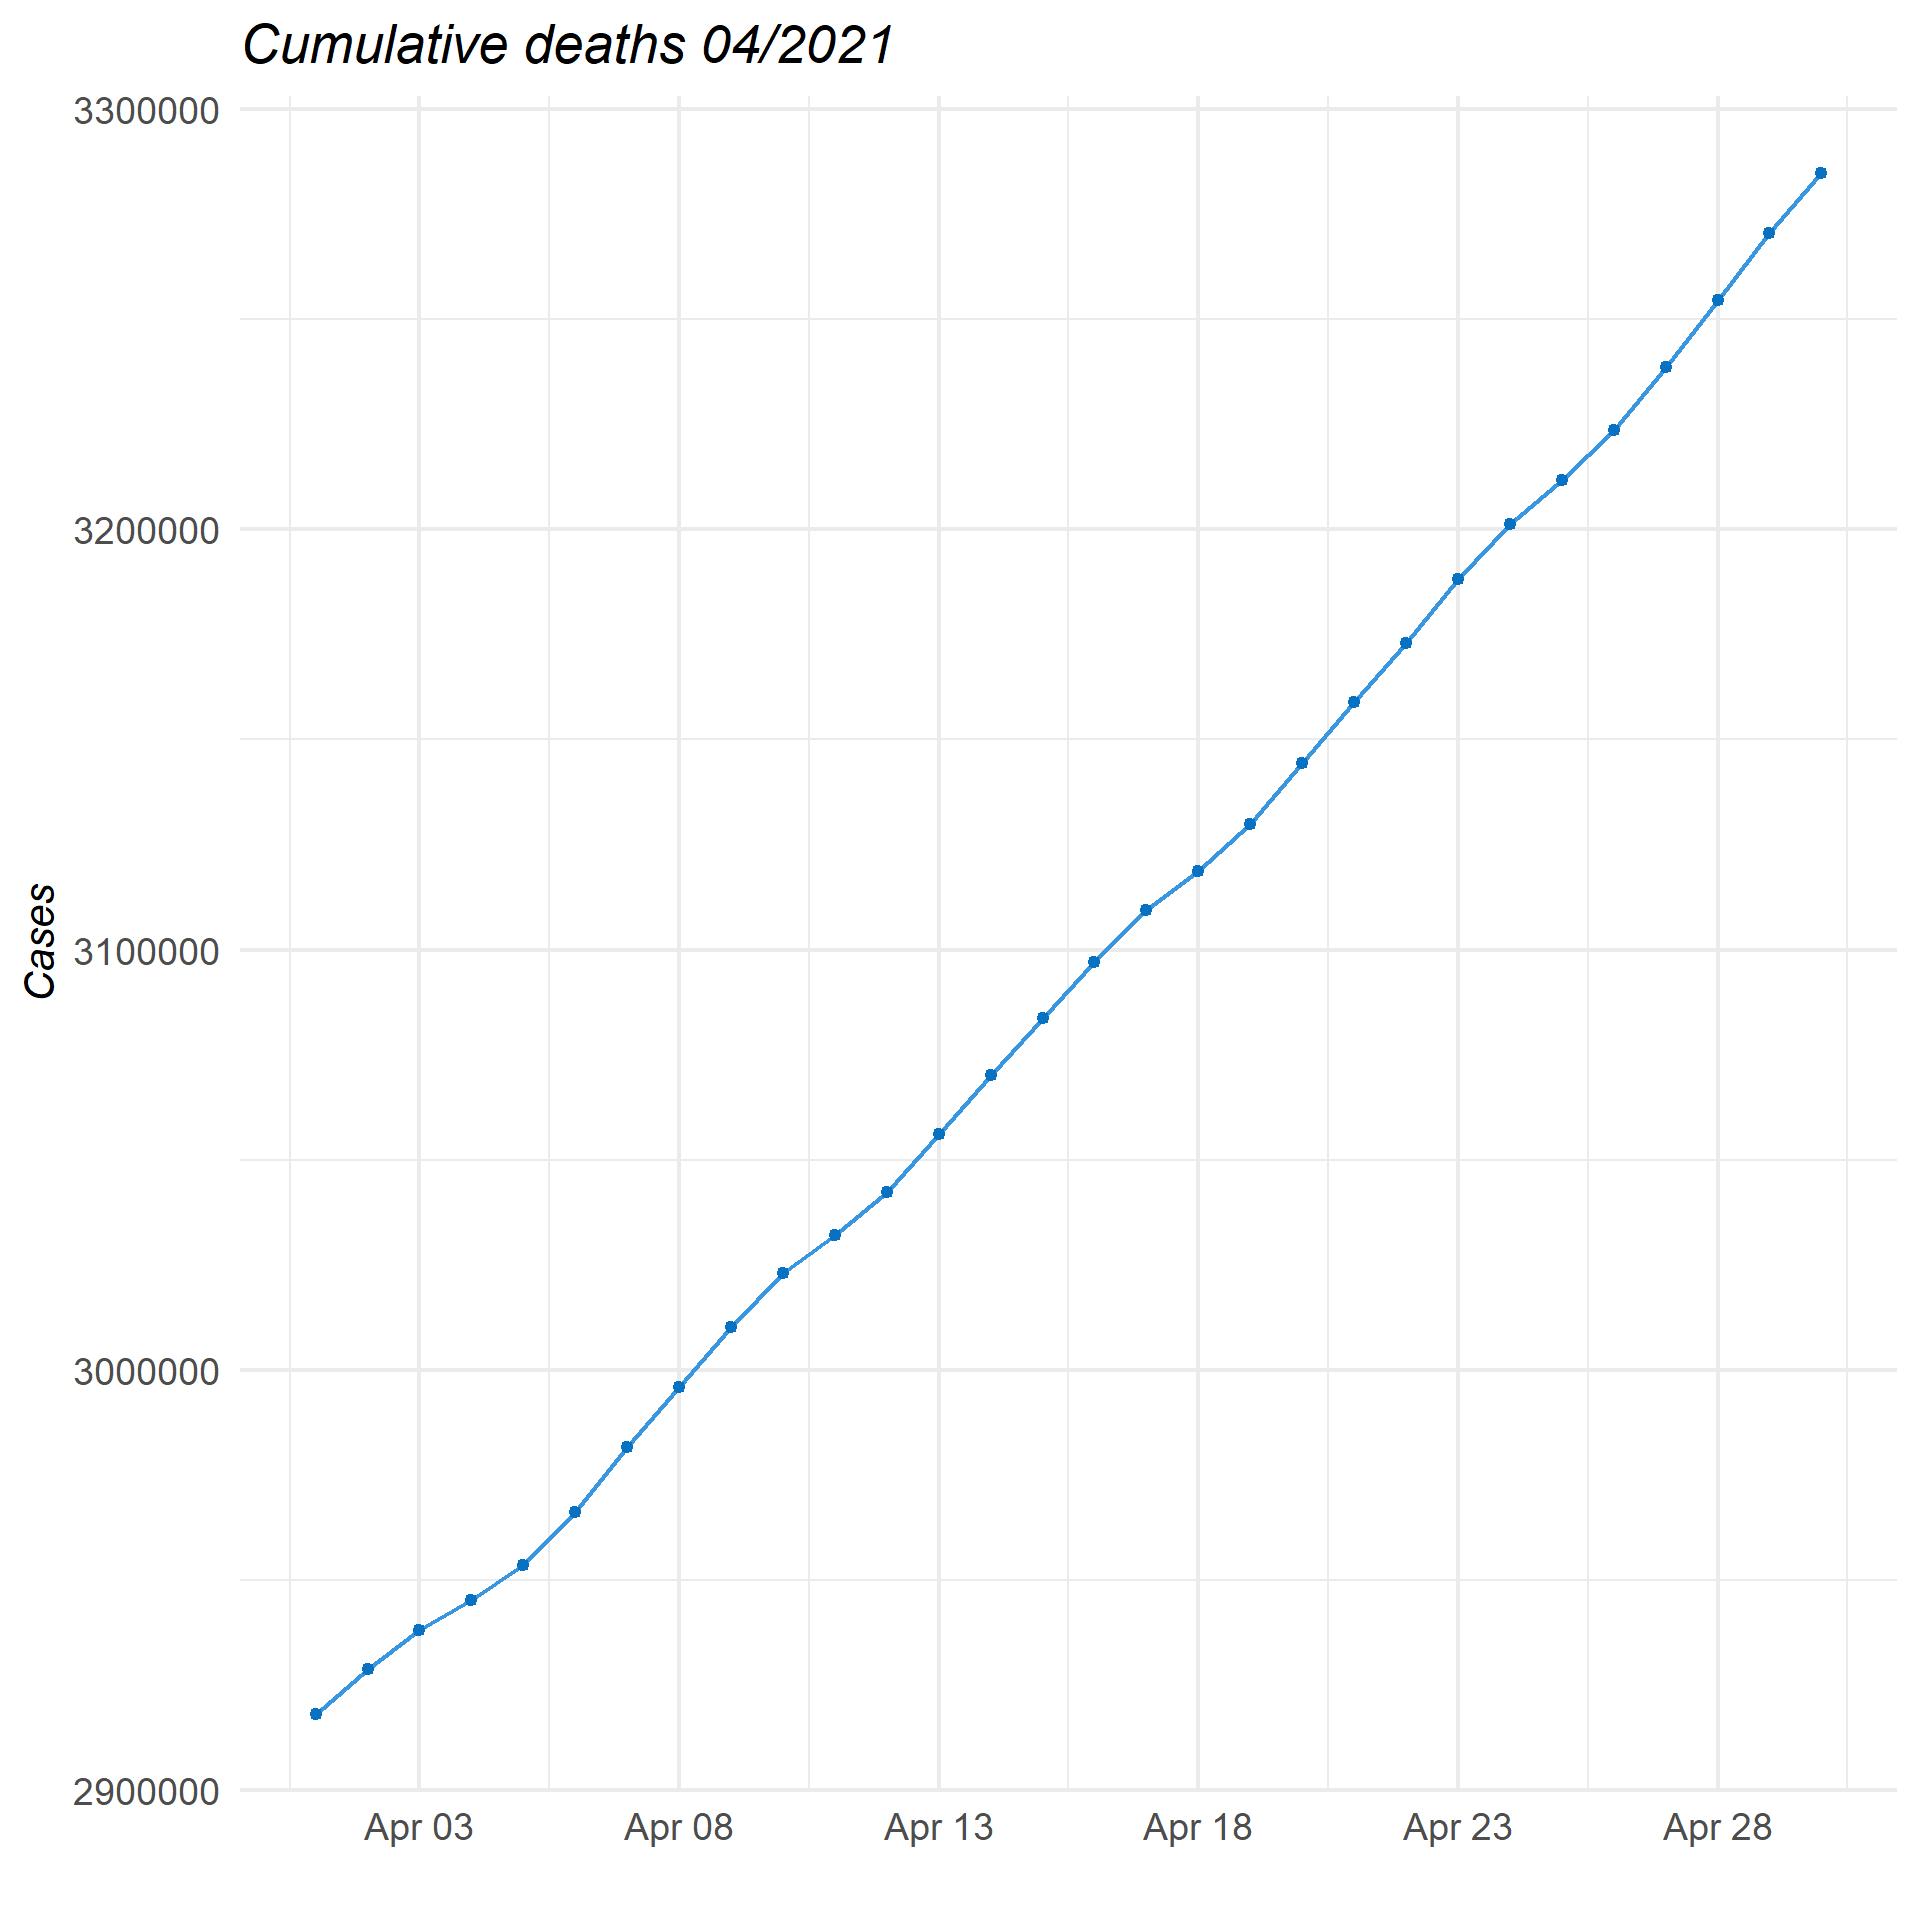 Cumulative deaths 04/2021
Cases
3300000
3200000
3100000
3000000
2900000
Apr 03
Apr 08
Apr 13
Apr 18
Apr 23
Apr 28